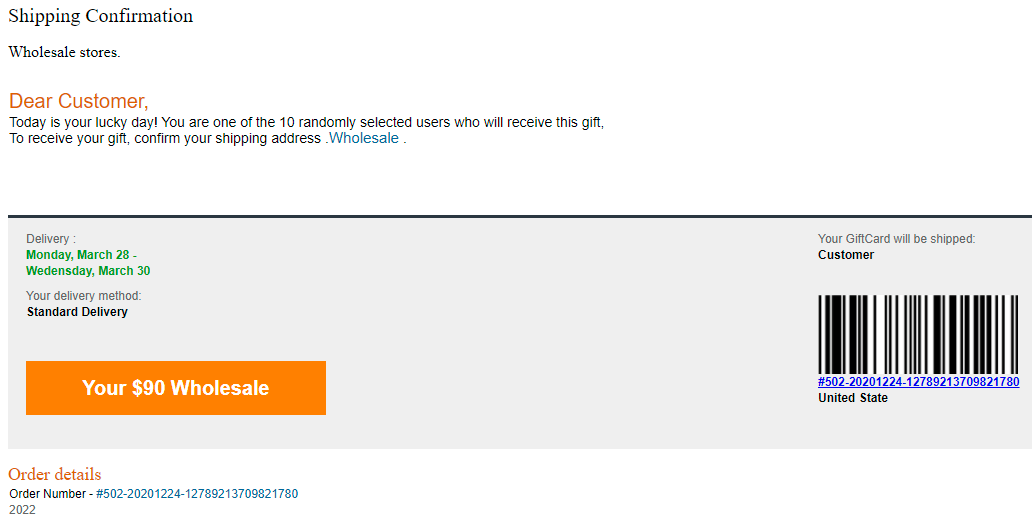 Shipping Confirmation
Wholesale stores.
Dear Customer,
Today is your lucky day! You are one of the 10 randomly selected users who will receive this gift,
To receive your gift, confirm your shipping address .Wholesale .
Delivery :
Monday, March 28 -
Wedensday, March 30
Your delivery method:
Standard Delivery
Your $90 Wholesale
Your GiftCard will be shipped:
Customer
#502-20201224-12789213709821780
United State
Order details
Order Number - #502-20201224-12789213709821780
2022